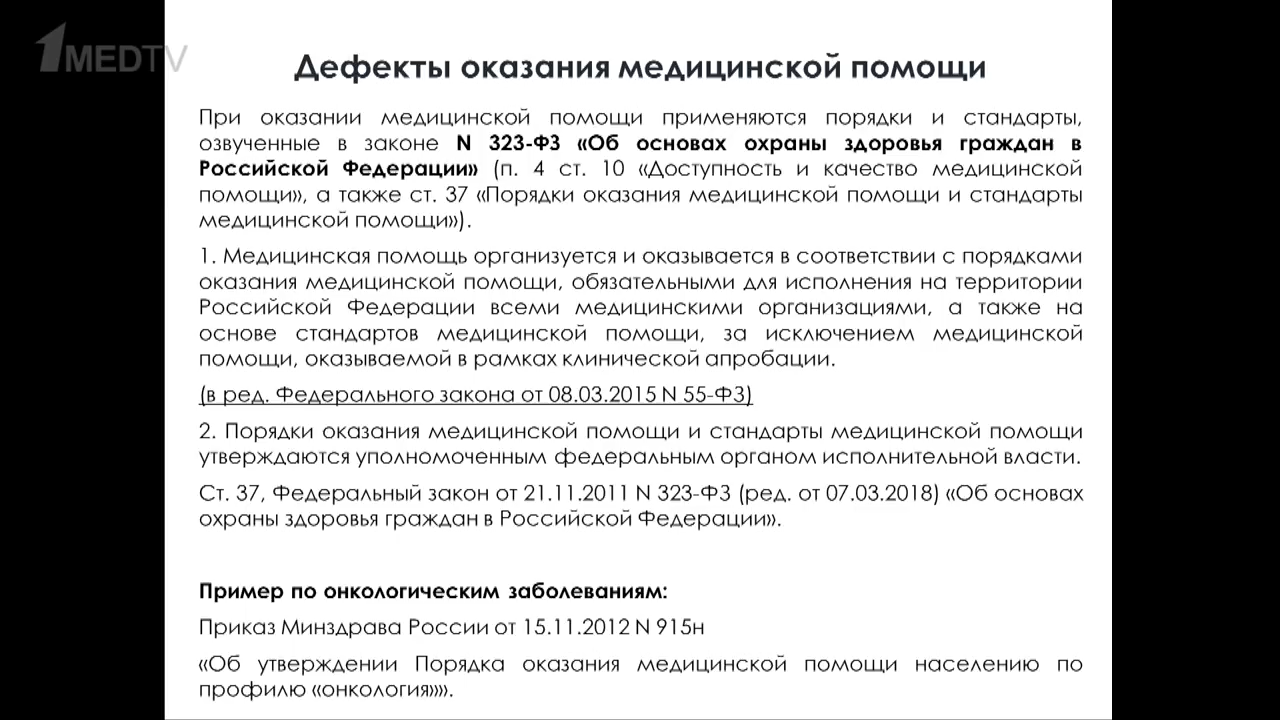 1MEDTV
Дефекты оказания медицинской помощи
При оказании медицинской помощи применяются порядки и стандарты,
озвученные в законе N 323-ФЗ «Об основах охраны здоровья граждан в
Российской Федерации» (п. 4 ст. 10 «Доступность и качество медицинской
помощи», а также ст. 37 «Порядки оказания медицинской помощи и стандарты
медицинской помощи»).
1. Медицинская помощь организуется и оказывается в соответствии с порядками
оказания медицинской помощи, обязательными для исполнения на территории
Российской Федерации всеми медицинскими организациями, а также на
основе стандартов медицинской помощи, за исключением медицинской
помощи, оказываемой в рамках клинической апробации.
(в ред. Федерального закона от 08.03.2015 N 55-ФЗ)
2. Порядки оказания медицинской помощи и стандарты медицинской помощи
утверждаются уполномоченным федеральным органом исполнительной власти.
Ст. 37, Федеральный закон от 21.11.2011 N 323-ФЗ (ред. от 07.03.2018) «Об основах
охраны здоровья граждан в Российской Федерации».
Пример по онкологическим заболеваниям:
Приказ Минздрава России от 15.11.2012 N 915н
«Об утверждении Порядка оказания медицинской помощи населению по
профилю «онкология»».